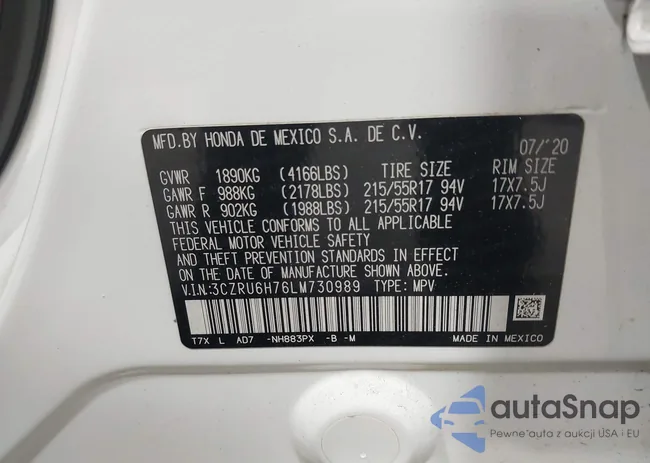 MFD.BY HONDA DE MEXICO S.A. DE C.V.
07/'20
GVWR 1890KG (4166LBS) TIRE SIZE RIM SIZE
GAWR F 988KG (2178LBS) 215/55R17 94V 17X7.5J
GAWR R 902KG (1988LBS) 215/55R17 94V 17X7.5J
THIS VEHICLE CONFORMS TO ALL APPLICABLE
FEDERAL MOTOR VEHICLE SAFETY
AND THEFT PREVENTION STANDARDS IN EFFECT
ON THE DATE OF MANUFACTURE SHOWN ABOVE.
V.I.N:3CZRU6H76LM730989 TYPE: MPV
T7X L AD7 -NH883PX -B -M MADE IN MEXICO
autaSnap
Pewne auta z aukcji USA i EU